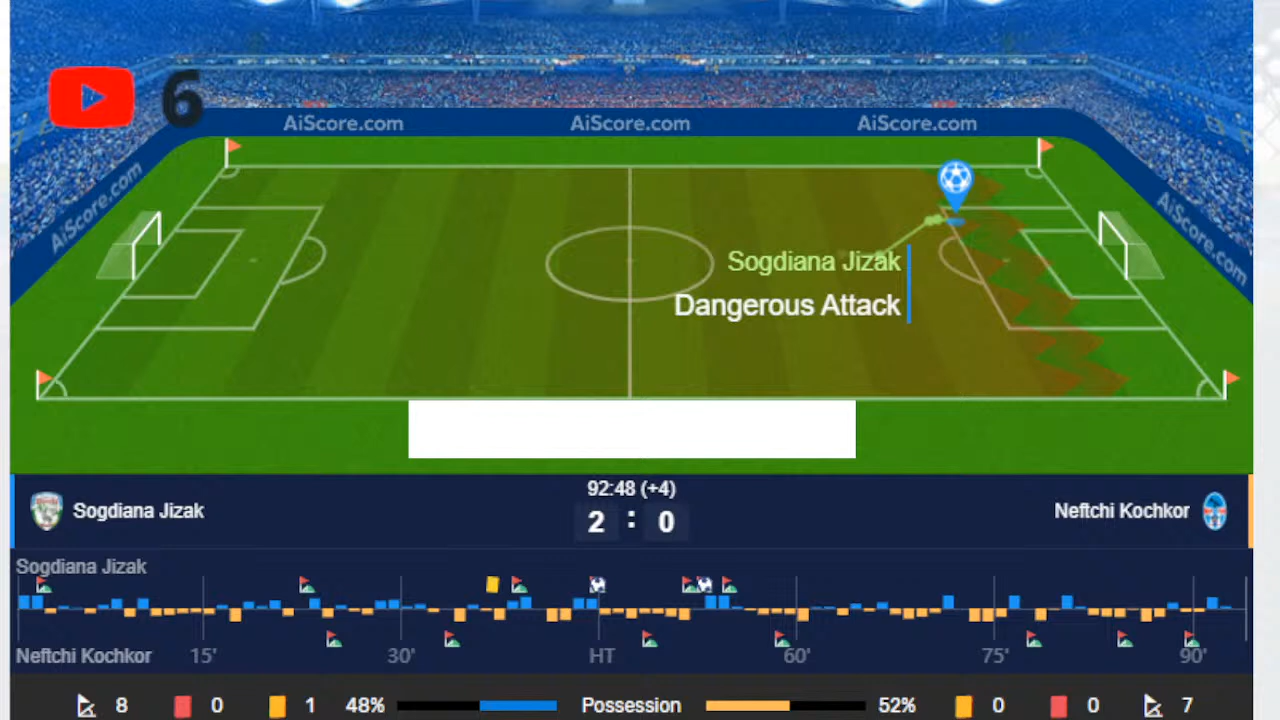 6
AiScore.com AiScore.com AiScore.com
AiScore.com AiScore.com
Sogdiana Jizak
Dangerous Attack
92:48 (+4)
Sogdiana Jizak 2 : 0 Neftchi Kochkor
Sogdiana Jizak
Neftchi Kochkor 15' 30' HT 60' 75' 90'
8 0 1 48% Possession 52% 0 0 7